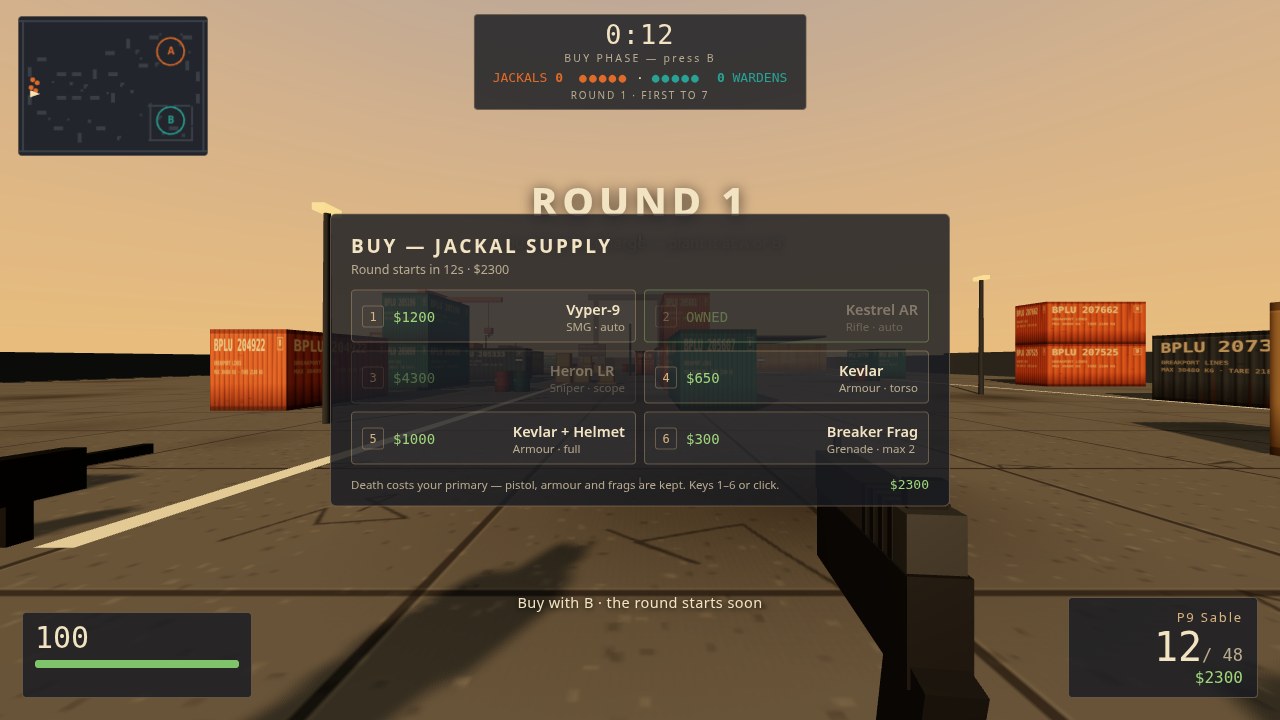 A
B
0:12
BUY PHASE — press B
JACKALS 0 ●●●●● · ●●●●● 0 WARDENS
ROUND 1 · FIRST TO 7
ROUND 1
BUY — JACKAL SUPPLY
Round starts in 12s · $2300
1 $1200 Vyper-9
SMG · auto
2 OWNED Kestrel AR
Rifle · auto
3 $4300 Heron LR
Sniper · scope
4 $650 Kevlar
Armour · torso
5 $1000 Kevlar + Helmet
Armour · full
6 $300 Breaker Frag
Grenade · max 2
Death costs your primary — pistol, armour and frags are kept. Keys 1–6 or click.
$2300
BPLU 204922
BPLU 207662
BPLU 207525
BPLU 2073
BREAKPORT LINES
Buy with B · the round starts soon
100
P9 Sable
12 / 48
$2300